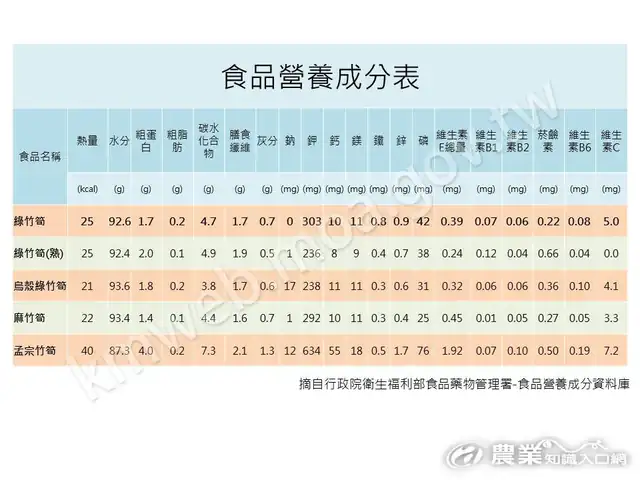 食品營養成分表
食品名稱 熱量 水分 粗蛋白 粗脂肪 碳水化合物 膳食纖維 灰分 鈉 鉀 鈣 鎂 鐵 鋅 磷 維生素E總量 維生素B1 維生素B2 菸鹼素 維生素B6 維生素C
(kcal) (g) (g) (g) (g) (g) (g) (mg) (mg) (mg) (mg) (mg) (mg) (mg) (mg) (mg) (mg) (mg) (mg) (mg)
綠竹筍 25 92.6 1.7 0.2 4.7 1.7 0.7 0 303 10 11 0.8 0.9 42 0.39 0.07 0.06 0.22 0.08 5.0
綠竹筍(熟) 25 92.4 2.0 0.1 4.9 1.9 0.5 1 236 8 9 0.4 0.7 38 0.24 0.12 0.04 0.66 0.04 0.0
烏殼綠竹筍 21 93.6 1.8 0.2 3.8 1.7 0.6 17 238 11 11 0.3 0.6 31 0.32 0.06 0.06 0.36 0.10 4.1
麻竹筍 22 93.4 1.4 0.1 4.4 1.6 0.7 1 292 10 11 0.3 0.4 25 0.45 0.01 0.05 0.27 0.05 3.3
孟宗竹筍 40 87.3 4.0 0.2 7.3 2.1 1.3 12 634 55 18 0.5 1.7 76 1.92 0.07 0.10 0.50 0.19 7.2
摘自行政院衛生福利部食品藥物管理署-食品營養成分資料庫
kmweb.moa.gov.tw
農業知識入口網